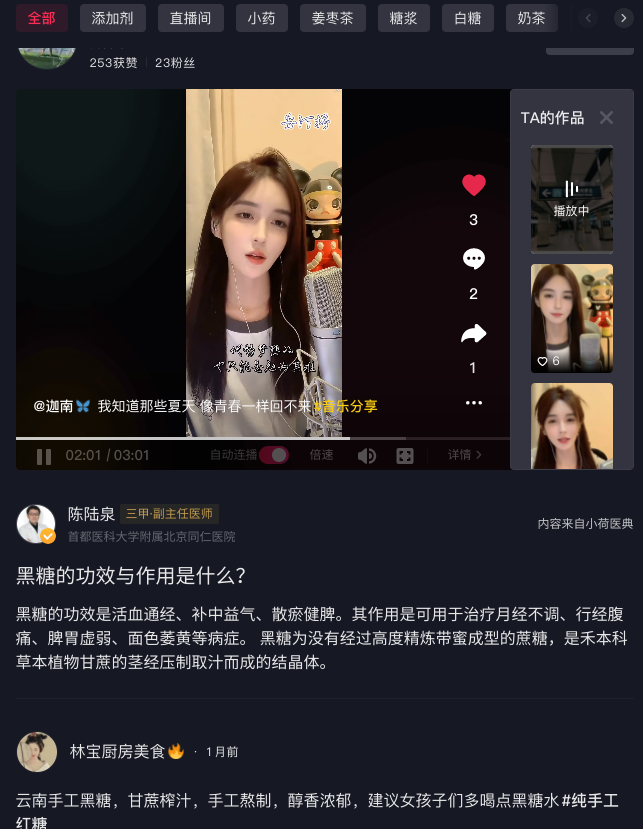 全部 添加剂 直播间 小药 姜枣茶 糖浆 白糖 奶茶
253获赞 23粉丝
TA的作品
播放中
3
2
1
6
@迦南 我知道那些夏天 像青春一样回不来 #音乐分享
02:01 / 03:01 自动连播 倍速 详情
陈陆泉 三甲·副主任医师
首都医科大学附属北京同仁医院
内容来自小荷医典
黑糖的功效与作用是什么？
黑糖的功效是活血通经、补中益气、散瘀健脾。其作用是可用于治疗月经不调、行经腹
痛、脾胃虚弱、面色萎黄等病症。 黑糖为没有经过高度精炼带蜜成型的蔗糖，是禾本科
草本植物甘蔗的茎经压制取汁而成的结晶体。
林宝厨房美食 · 1月前
云南手工黑糖，甘蔗榨汁，手工熬制，醇香浓郁，建议女孩子们多喝点黑糖水 #纯手工
红糖